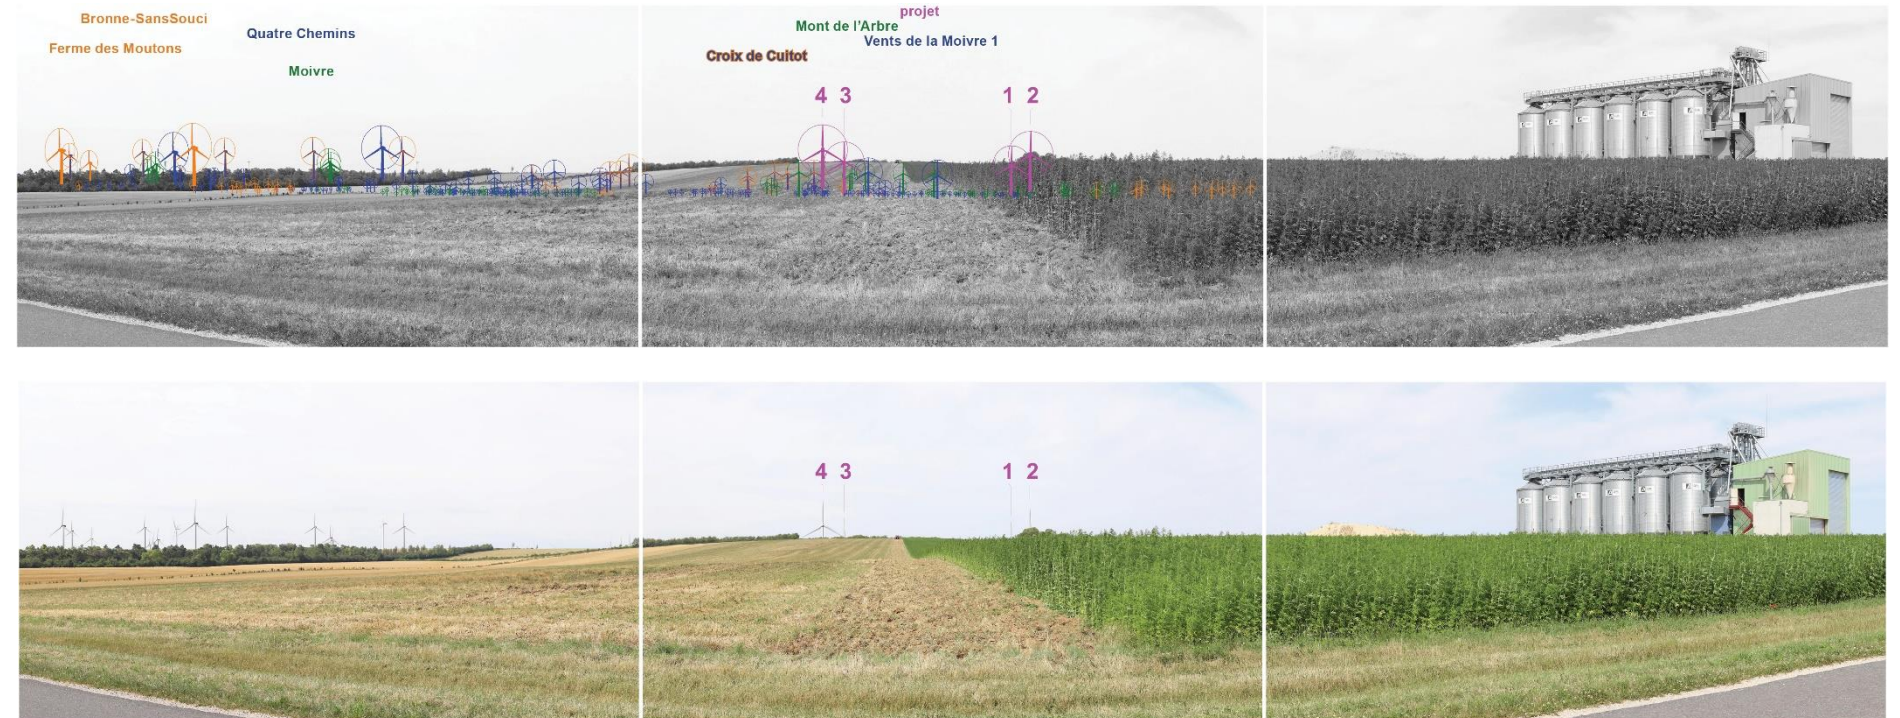 Bronne-SansSouci
Ferme des Moutons
Quatre Chemins
Moivre
projet
Mont de l'Arbre
Vents de la Moivre 1
Croix de Cuitot
4 3 1 2
4 3 1 2